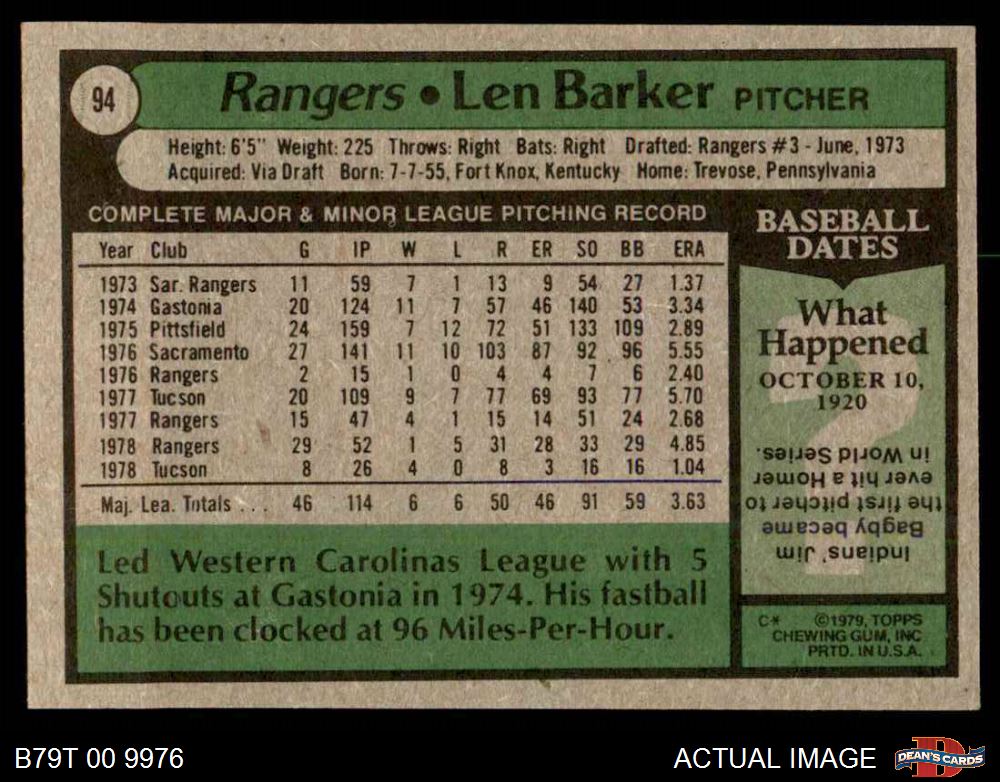 94
Rangers • Len Barker PITCHER
Height: 6'5" Weight: 225 Throws: Right Bats: Right Drafted: Rangers #3 - June, 1973
Acquired: Via Draft Born: 7-7-55, Fort Knox, Kentucky Home: Trevose, Pennsylvania
COMPLETE MAJOR & MINOR LEAGUE PITCHING RECORD
Year Club G IP W L R ER SO BB ERA
1973 Sar. Rangers 11 59 7 1 13 9 54 27 1.37
1974 Gastonia 20 124 11 7 57 46 140 53 3.34
1975 Pittsfield 24 159 7 12 72 51 133 109 2.89
1976 Sacramento 27 141 11 10 103 87 92 96 5.55
1976 Rangers 2 15 1 0 4 4 7 6 2.40
1977 Tucson 20 109 9 7 77 69 93 77 5.70
1977 Rangers 15 47 4 1 15 14 51 24 2.68
1978 Rangers 29 52 1 5 31 28 33 29 4.85
1978 Tucson 8 26 4 0 8 3 16 16 1.04
Maj. Lea. Totals ... 46 114 6 6 50 46 91 59 3.63
Led Western Carolinas League with 5
Shutouts at Gastonia in 1974. His fastball
has been clocked at 96 Miles-Per-Hour.
BASEBALL
DATES
What
Happened
OCTOBER 10,
1920
Indians' Jim
Bagby became
the first pitcher to
ever hit a Homer
in World Series.
C* ©1979, TOPPS
CHEWING GUM, INC
PRTD. IN U.S.A.
B79T 00 9976
ACTUAL IMAGE
D
DEAN'S CARDS